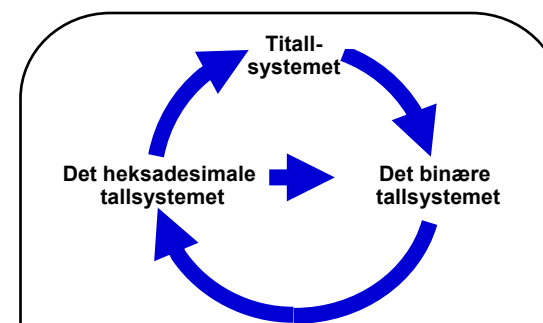 Titall-
systemet
Det heksadesimale
tallsystemet
Det binære
tallsystemet